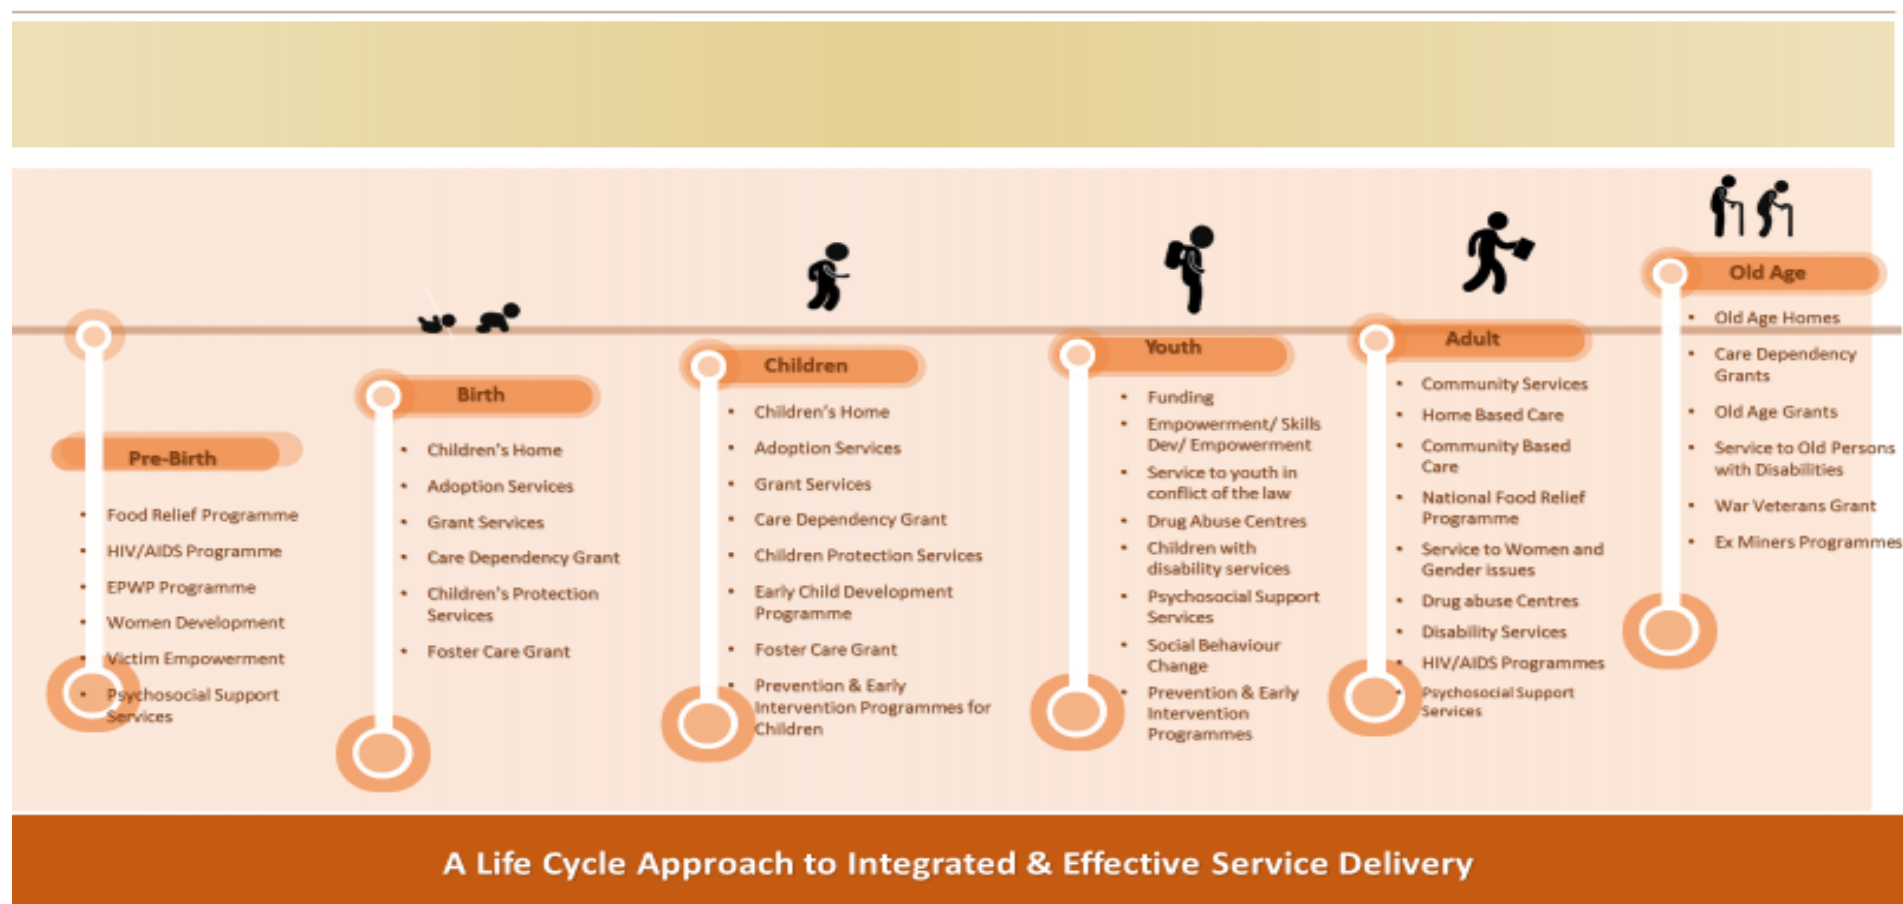 Pre-Birth
Food Relief Programme
HIV/AIDS Programme
EPWP Programme
Women Development
Victim Empowerment
Psychosocial Support
Services
Birth
Children's Home
Adoption Services
Grant Services
Care Dependency Grant
Children's Protection
Services
Foster Care Grant
Children
Children's Home
Adoption Services
Grant Services
Care Dependency Grant
Children Protection Services
Early Child Development
Programme
Foster Care Grant
Prevention & Early
Intervention Programmes for
Children
Youth
Funding
Empowerment/ Skills
Dev/ Empowerment
Service to youth in
conflict of the law
Drug Abuse Centres
Children with
disability services
Psychosocial Support
Services
Social Behaviour
Change
Prevention & Early
Intervention
Programmes
Adult
Community Services
Home Based Care
Community Based
Care
National Food Relief
Programme
Service to Women and
Gender issues
Drug abuse Centres
Disability Services
HIV/AIDS Programmes
Psychosocial Support
Services
Old Age
Old Age Homes
Care Dependency
Grants
Old Age Grants
Service to Old Persons
with Disabilities
War Veterans Grant
Ex Miners Programmes
A Life Cycle Approach to Integrated & Effective Service Delivery